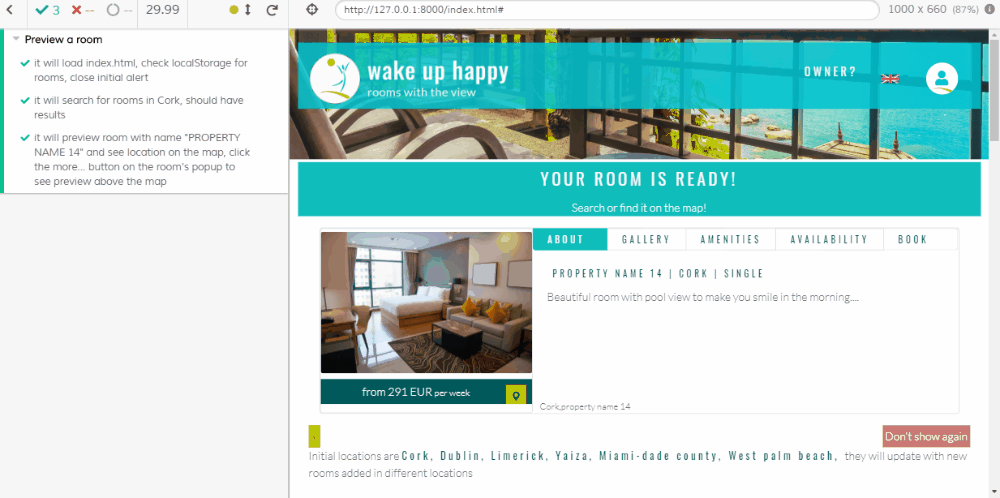 3 -- -- 29.99
http://127.0.0.1:8000/index.html#
1000 x 660 (87%)
Preview a room
it will load index.html, check localStorage for
rooms, close initial alert
it will search for rooms in Cork, should have
results
it will preview room with name "PROPERTY
NAME 14" and see location on the map, click
the more... button on the room's popup to
see preview above the map
wake up happy
rooms with the view
OWNER?
YOUR ROOM IS READY!
Search or find it on the map!
ABOUT GALLERY AMENITIES AVAILABILITY BOOK
PROPERTY NAME 14 | CORK | SINGLE
Beautiful room with pool view to make you smile in the morning....
from 291 EUR per week
Cork,property name 14
Don't show again
Initial locations are Cork, Dublin, Limerick, Yaiza, Miami-dade county, West palm beach, they will update with new
rooms added in different locations